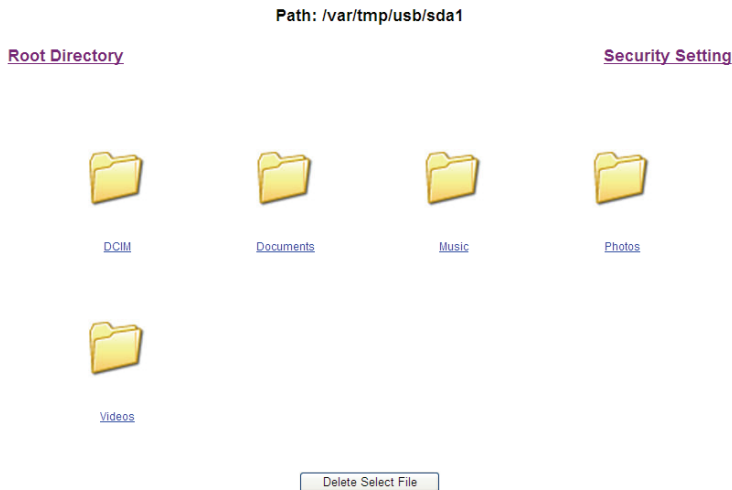 Path: /var/tmp/usb/sda1
Root Directory Security Setting
DCIM Documents Music Photos
Videos
Delete Select File